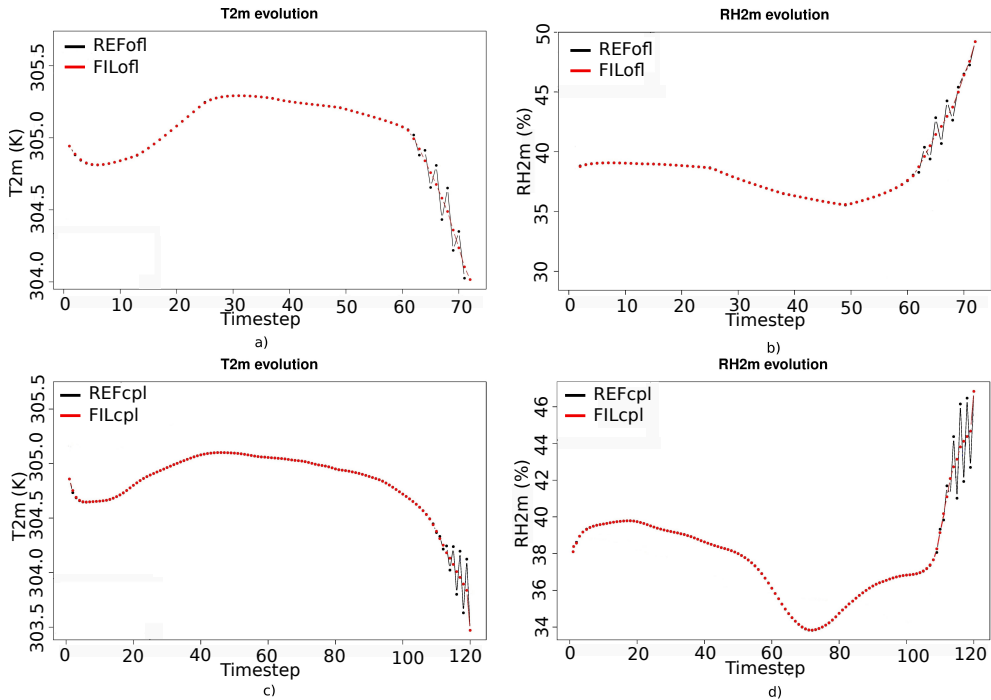 T2m evolution
REFofl
FILofl
T2m (K)
305.5
305.0
304.5
304.0
0 10 20 30 40 50 60 70
Timestep
a)
RH2m evolution
REFofl
FILofl
RH2m (%)
50
45
40
35
30
0 10 20 30 40 50 60 70
Timestep
b)
T2m evolution
REFcpl
FILcpl
T2m (K)
305.5
305.0
304.5
304.0
303.5
0 20 40 60 80 100 120
Timestep
c)
RH2m evolution
REFcpl
FILcpl
RH2m (%)
46
44
42
40
38
36
34
0 20 40 60 80 100 120
Timestep
d)